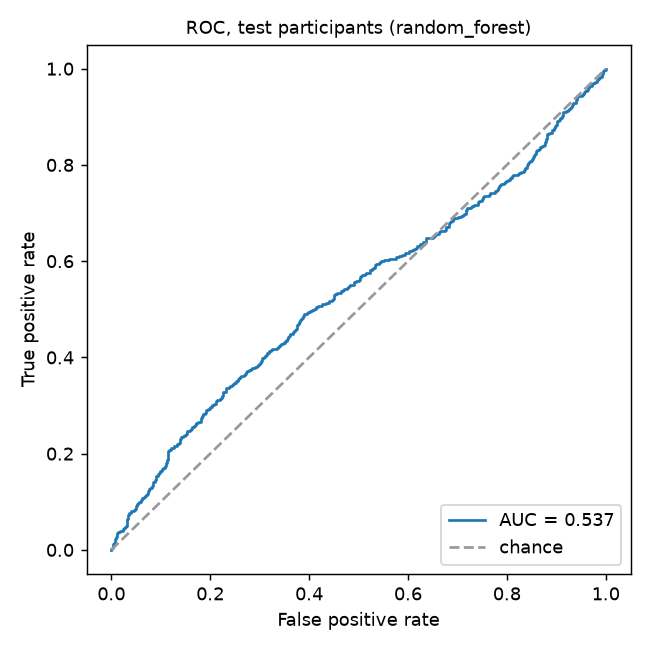 ROC, test participants (random_forest)
True positive rate
1.0
0.8
0.6
0.4
0.2
0.0
AUC = 0.537
chance
0.0 0.2 0.4 0.6 0.8 1.0
False positive rate